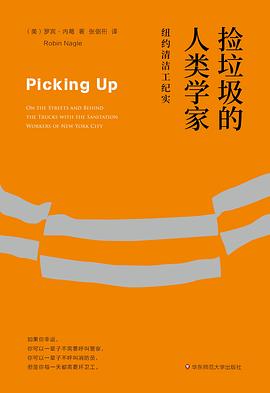 （美）罗宾·内葛 著 张弼衎 译
Robin Nagle
捡垃圾的
人类学家
纽约清洁工纪实
Picking Up
On the Streets and Behind
the Trucks with the Sanitation
Workers of New York City
如果你幸运，
你可以一辈子不需要呼叫警察，
你可以一辈子不呼叫消防员，
但是你每一天都需要环卫工。
华东师范大学出版社